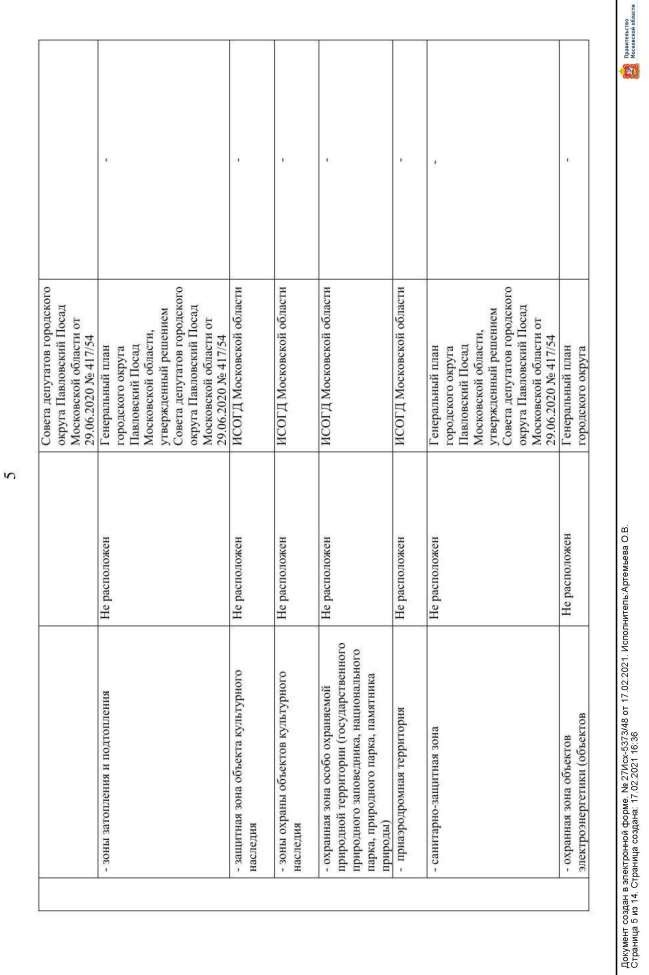 5
Совета депутатов городского
округа Павловский Посад
Московской области от
29.06.2020 № 417/54
- зоны затопления и подтопления
Не расположен
Генеральный план
городского округа
Павловский Посад
Московской области,
утвержденный решением
Совета депутатов городского
округа Павловский Посад
Московской области от
29.06.2020 № 417/54
-
- защитная зона объекта культурного
наследия
Не расположен
ИСОГД Московской области
-
- зоны охраны объектов культурного
наследия
Не расположен
ИСОГД Московской области
-
- охранная зона особо охраняемой
природной территории (государственного
природного заповедника, национального
парка, природного парка, памятника
природы)
Не расположен
ИСОГД Московской области
-
- приаэродромная территория
Не расположен
ИСОГД Московской области
-
- санитарно-защитная зона
Не расположен
Генеральный план
городского округа
Павловский Посад
Московской области,
утвержденный решением
Совета депутатов городского
округа Павловский Посад
Московской области от
29.06.2020 № 417/54
-
- охранная зона объектов
электроэнергетики (объектов
Не расположен
Генеральный план
городского округа
-
Документ создан в электронной форме. № 27Исх-5373/48 от 17.02.2021. Исполнитель:Артемьева О.В.
Страница 5 из 14. Страница создана: 17.02.2021 16:36
Правительство
Московской области